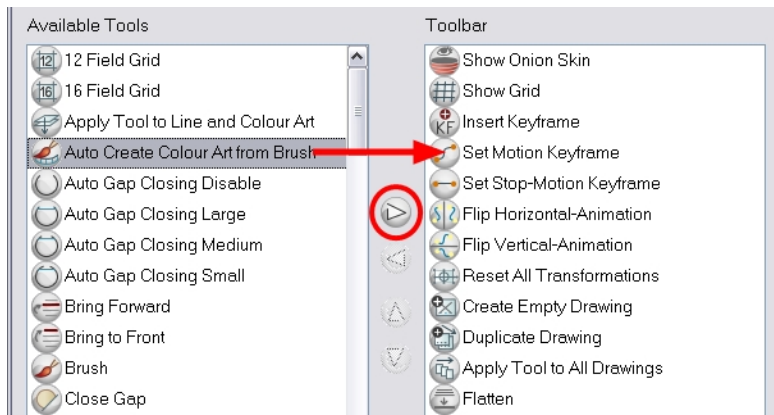 Available Tools
12 Field Grid
16 Field Grid
Apply Tool to Line and Colour Art
Auto Create Colour Art from Brush
Auto Gap Closing Disable
Auto Gap Closing Large
Auto Gap Closing Medium
Auto Gap Closing Small
Bring Forward
Bring to Front
Brush
Close Gap
Toolbar
Show Onion Skin
Show Grid
Insert Keyframe
Set Motion Keyframe
Set Stop-Motion Keyframe
Flip Horizontal-Animation
Flip Vertical-Animation
Reset All Transformations
Create Empty Drawing
Duplicate Drawing
Apply Tool to All Drawings
Flatten